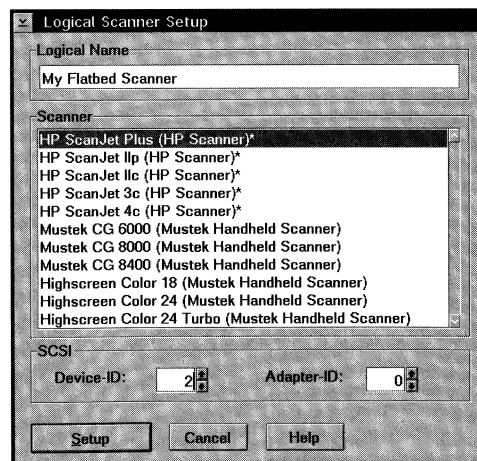 Logical Scanner Setup
Logical Name
My Flatbed Scanner
Scanner
HP ScanJet Plus (HP Scanner)*
HP ScanJet IIp (HP Scanner)*
HP ScanJet IIc (HP Scanner)*
HP ScanJet 3c (HP Scanner)*
HP ScanJet 4c (HP Scanner)*
Mustek CG 6000 (Mustek Handheld Scanner)
Mustek CG 8000 (Mustek Handheld Scanner)
Mustek CG 8400 (Mustek Handheld Scanner)
Highscreen Color 18 (Mustek Handheld Scanner)
Highscreen Color 24 (Mustek Handheld Scanner)
Highscreen Color 24 Turbo (Mustek Handheld Scanner)
SCSI
Device-ID: 2 Adapter-ID: 0
Setup Cancel Help